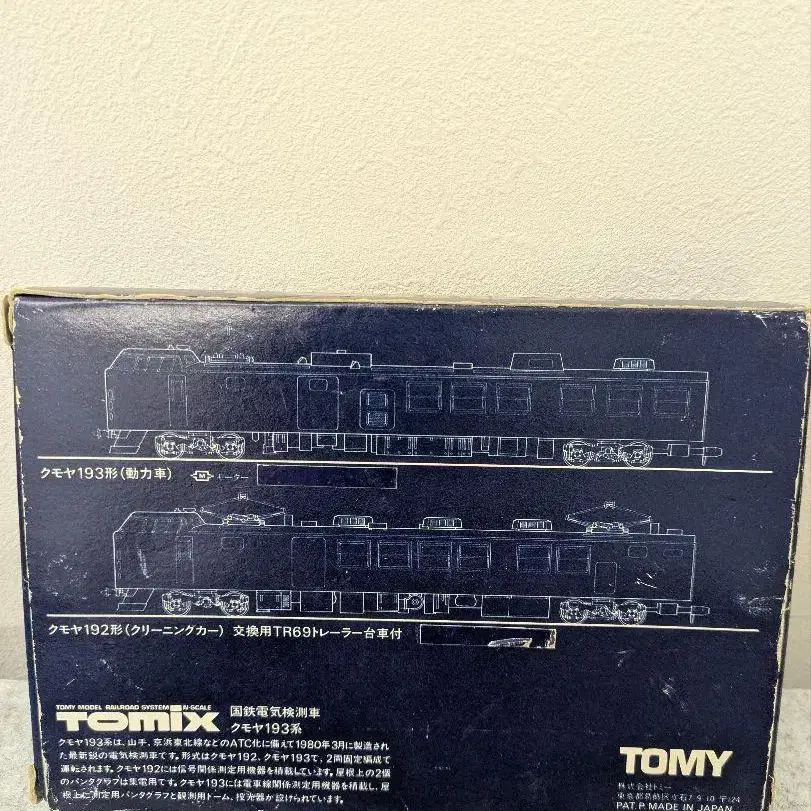 クモヤ193形(動力車) M モーター
クモヤ192形(クリーニングカー) 交換用TR69トレーラー台車付
TOMY MODEL RAILROAD SYSTEM N-SCALE
TOMIX 国鉄電気検測車
クモヤ193系
クモヤ193系は、山手、京浜東北線などのATC化に備えて1980年3月に製造され
た最新鋭の電気検測車です。形式はクモヤ192、クモヤ193で、2両固定編成で
運転されます。クモヤ192には信号関係測定用機器を積載しています。屋根上の2個
のパンタグラフは集電用です。クモヤ193には電車線関係測定用機器を積載し、屋
根上に測定用パンタグラフと観測用ドーム、投光器が設けられています。
TOMY
株式会社トミー
東京都葛飾区立石7-9-10 〒124
PAT. P. MADE IN JAPAN